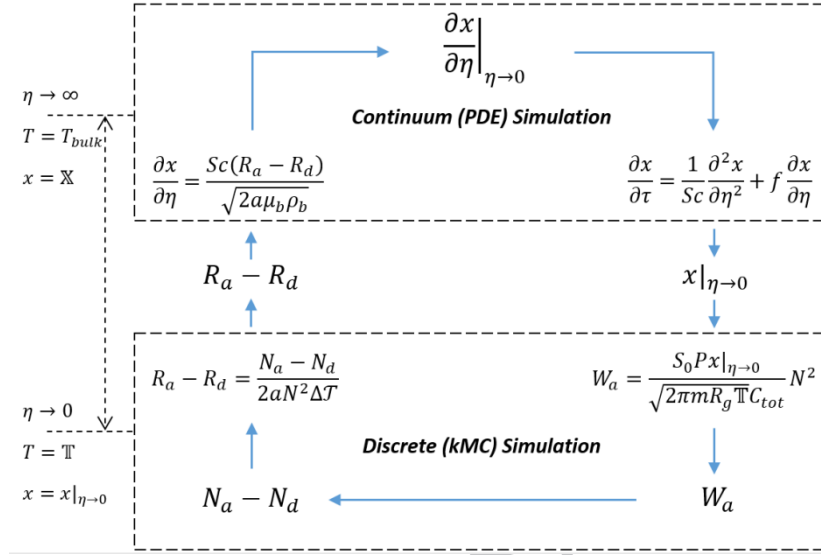 ∂x/∂η|η→0
Continuum (PDE) Simulation
η → ∞
T = T_bulk
x = 𝕏
∂x/∂η = Sc(R_a − R_d)/√(2aμ_bρ_b)
∂x/∂τ = (1/Sc) ∂²x/∂η² + f ∂x/∂η
R_a − R_d
x|η→0
R_a − R_d = (N_a − N_d)/(2aN²Δ𝒯)
W_a = (S_0Px|η→0)/(√(2πmR_g𝕋)C_tot) N²
η → 0
T = 𝕋
x = x|η→0
Discrete (kMC) Simulation
N_a − N_d
W_a